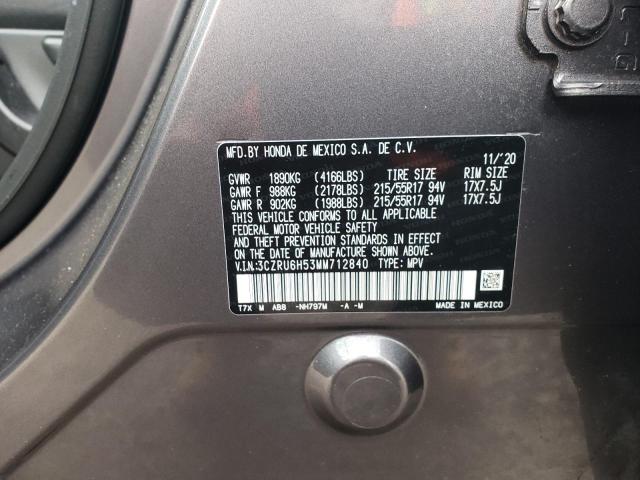 MFD.BY HONDA DE MEXICO S.A. DE C.V.
11/'20
GVWR 1890KG (4166LBS) TIRE SIZE RIM SIZE
GAWR F 988KG (2178LBS) 215/55R17 94V 17X7.5J
GAWR R 902KG (1988LBS) 215/55R17 94V 17X7.5J
THIS VEHICLE CONFORMS TO ALL APPLICABLE
FEDERAL MOTOR VEHICLE SAFETY
AND THEFT PREVENTION STANDARDS IN EFFECT
ON THE DATE OF MANUFACTURE SHOWN ABOVE.
V.I.N.:3CZRU6H53MM712840 TYPE: MPV
T7X M AB8 -NH797M -A -M
MADE IN MEXICO